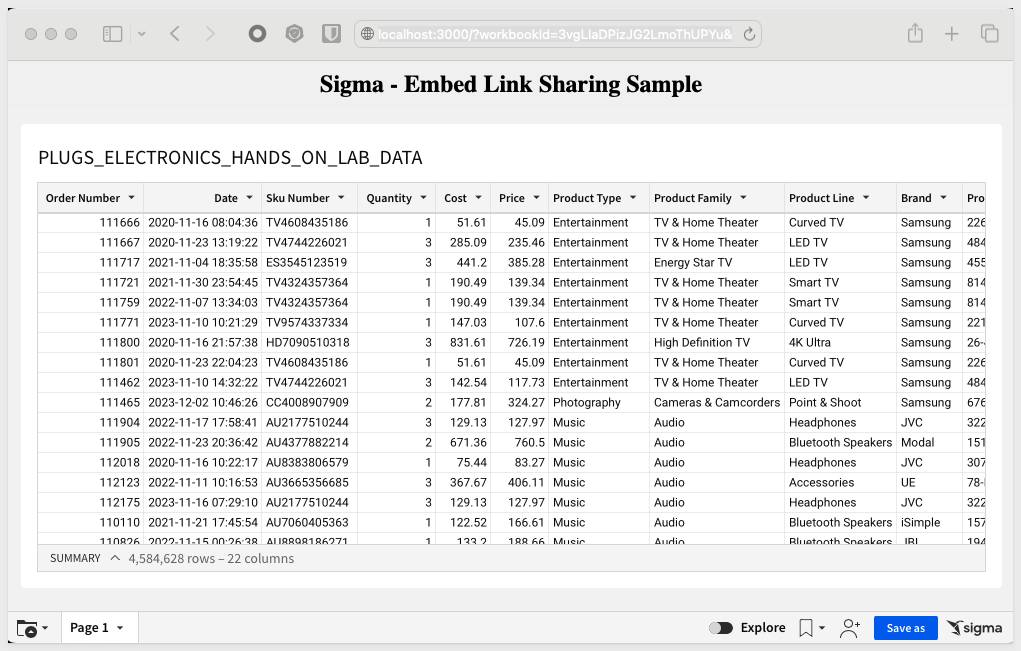 localhost:3000/?workbookId=3vgLlaDPizJG2LmoThUPYu&
Sigma - Embed Link Sharing Sample
PLUGS_ELECTRONICS_HANDS_ON_LAB_DATA
Order Number Date Sku Number Quantity Cost Price Product Type Product Family Product Line Brand Pro
111666 2020-11-16 08:04:36 TV4608435186 1 51.61 45.09 Entertainment TV & Home Theater Curved TV Samsung 226
111667 2020-11-23 13:19:22 TV4744226021 3 285.09 235.46 Entertainment TV & Home Theater LED TV Samsung 484
111717 2021-11-04 18:35:58 ES3545123519 3 441.2 385.28 Entertainment Energy Star TV LED TV Samsung 455
111721 2021-11-30 23:54:45 TV4324357364 1 190.49 139.34 Entertainment TV & Home Theater Smart TV Samsung 814
111759 2022-11-07 13:34:03 TV4324357364 1 190.49 139.34 Entertainment TV & Home Theater Smart TV Samsung 814
111771 2023-11-10 10:21:29 TV9574337334 1 147.03 107.6 Entertainment TV & Home Theater Curved TV Samsung 221
111800 2020-11-16 21:57:38 HD7090510318 3 831.61 726.19 Entertainment High Definition TV 4K Ultra Samsung 26-
111801 2020-11-23 22:04:23 TV4608435186 1 51.61 45.09 Entertainment TV & Home Theater Curved TV Samsung 226
111462 2023-11-10 14:32:22 TV4744226021 3 142.54 117.73 Entertainment TV & Home Theater LED TV Samsung 484
111465 2023-12-02 10:46:26 CC4008907909 2 177.81 324.27 Photography Cameras & Camcorders Point & Shoot Samsung 676
111904 2022-11-17 17:58:41 AU2177510244 3 129.13 127.97 Music Audio Headphones JVC 322
111905 2022-11-23 20:36:42 AU4377882214 2 671.36 760.5 Music Audio Bluetooth Speakers Modal 151
112018 2020-11-16 10:22:17 AU8383806579 1 75.44 83.27 Music Audio Headphones JVC 307
112123 2022-11-11 10:16:53 AU3665356685 3 367.67 406.11 Music Audio Accessories UE 78-
112175 2023-11-16 07:29:10 AU2177510244 3 129.13 127.97 Music Audio Headphones JVC 322
110110 2021-11-21 17:45:54 AU7060405363 1 122.52 166.61 Music Audio Bluetooth Speakers iSimple 157
110826 2022-11-15 00:26:38 AU8898186271 1 133.2 188.66 Music Audio Bluetooth Speakers JBL 194
SUMMARY 4,584,628 rows – 22 columns
Page 1 Explore Save as sigma